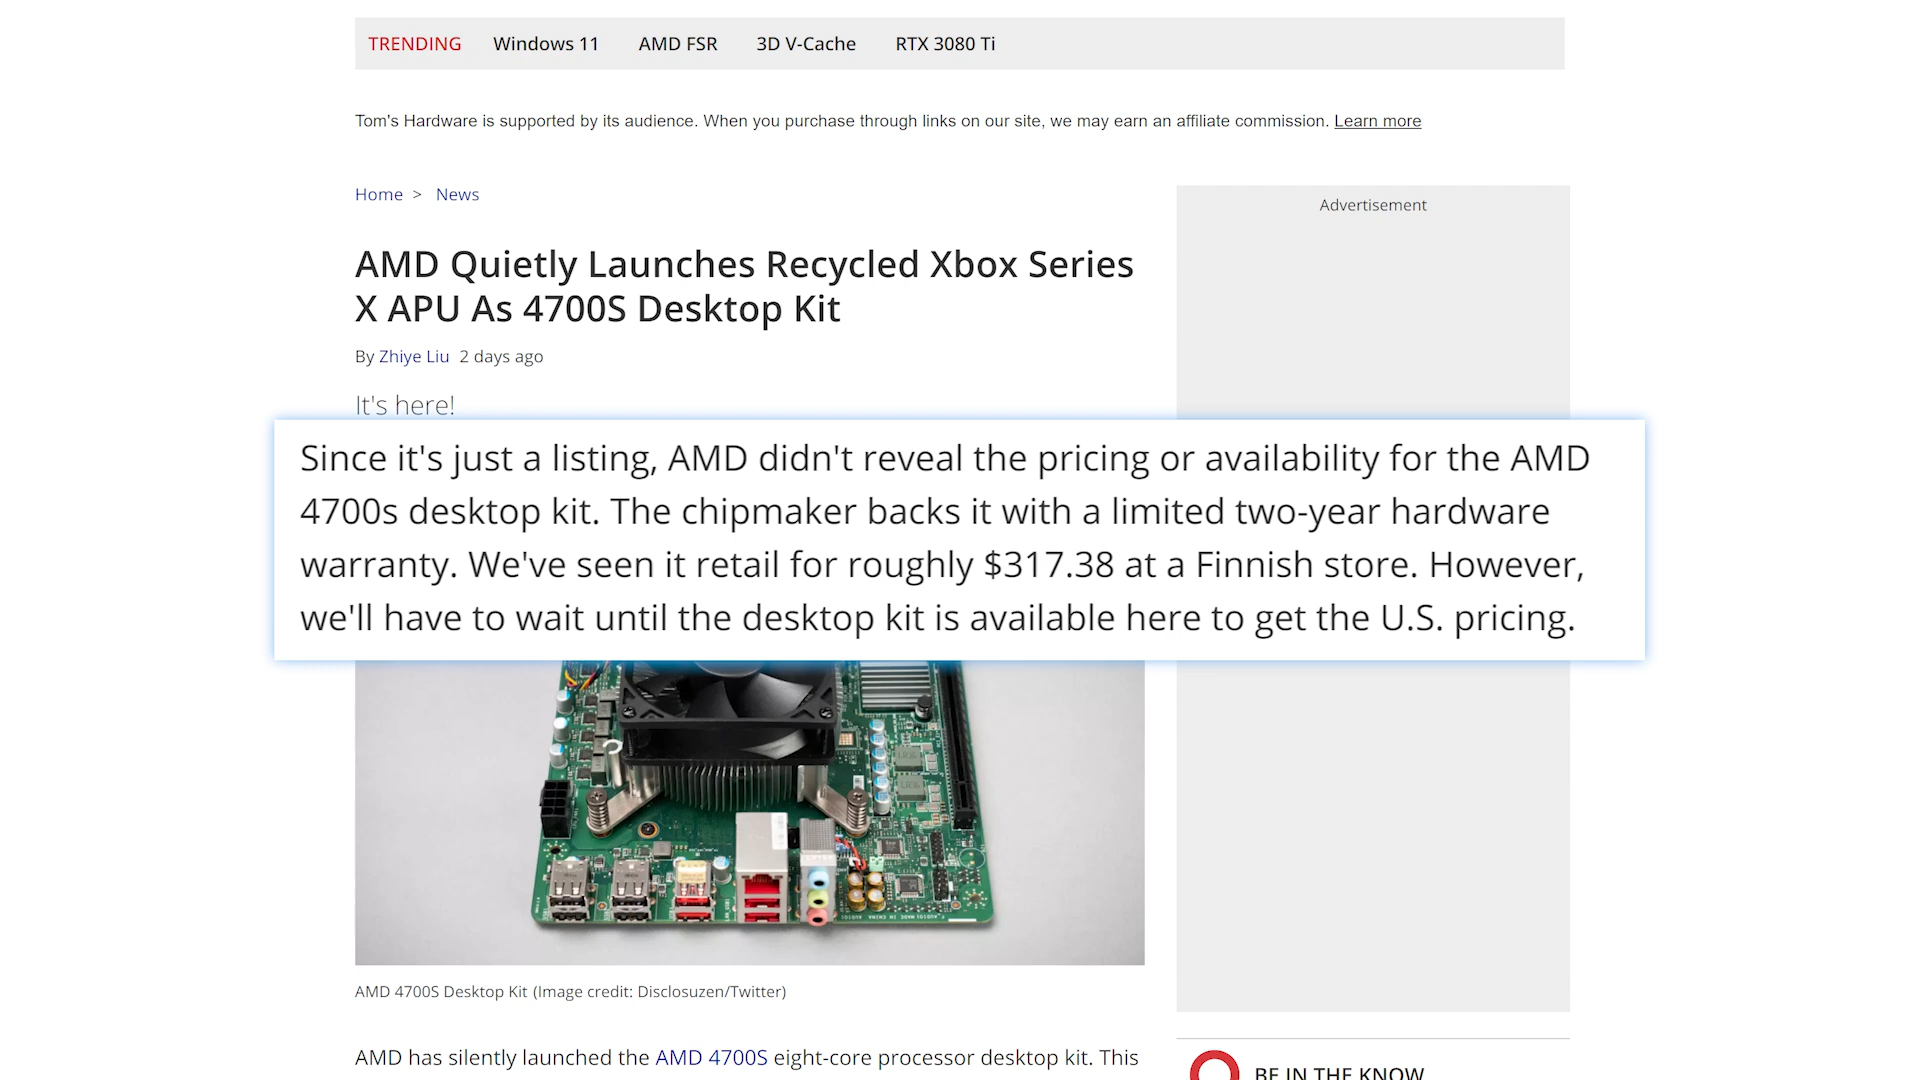 TRENDING Windows 11 AMD FSR 3D V-Cache RTX 3080 Ti
Tom's Hardware is supported by its audience. When you purchase through links on our site, we may earn an affiliate commission. Learn more
Home > News
Advertisement
AMD Quietly Launches Recycled Xbox Series
X APU As 4700S Desktop Kit
By Zhiye Liu 2 days ago
It's here!
Since it's just a listing, AMD didn't reveal the pricing or availability for the AMD
4700s desktop kit. The chipmaker backs it with a limited two-year hardware
warranty. We've seen it retail for roughly $317.38 at a Finnish store. However,
we'll have to wait until the desktop kit is available here to get the U.S. pricing.
AMD 4700S Desktop Kit (Image credit: Disclosuzen/Twitter)
AMD has silently launched the AMD 4700S eight-core processor desktop kit. This
BE IN THE KNOW